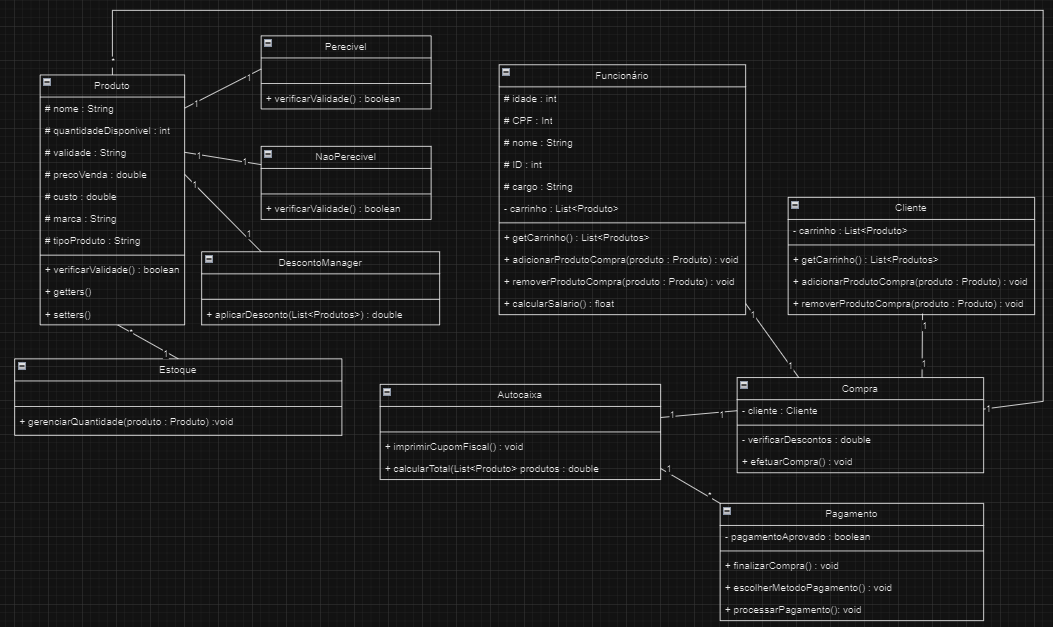 Produto
# nome : String
# quantidadeDisponivel : int
# validade : String
# precoVenda : double
# custo : double
# marca : String
# tipoProduto : String
+ verificarValidade() : boolean
+ getters()
+ setters()
*
*
1
1
1
1
Perecivel
+ verificarValidade() : boolean
1
NaoPerecivel
+ verificarValidade() : boolean
1
DescontoManager
+ aplicarDesconto(List<Produtos>) : double
1
Estoque
+ gerenciarQuantidade(produto : Produto) :void
Funcionário
# idade : int
# CPF : Int
# nome : String
# ID : int
# cargo : String
- carrinho : List<Produto>
+ getCarrinho() : List<Produtos>
+ adicionarProdutoCompra(produto : Produto) : void
+ removerProdutoCompra(produto : Produto) : void
+ calcularSalario() : float
1
1
Cliente
- carrinho : List<Produto>
+ getCarrinho() : List<Produtos>
+ adicionarProdutoCompra(produto : Produto) : void
+ removerProdutoCompra(produto : Produto) : void
1
1
Compra
- cliente : Cliente
- verificarDescontos : double
+ efetuarCompra() : void
1
Autocaixa
+ imprimirCupomFiscal() : void
+ calcularTotal(List<Produto> produtos : double
1
1
1
*
Pagamento
- pagamentoAprovado : boolean
+ finalizarCompra() : void
+ escolherMetodoPagamento() : void
+ processarPagamento(): void